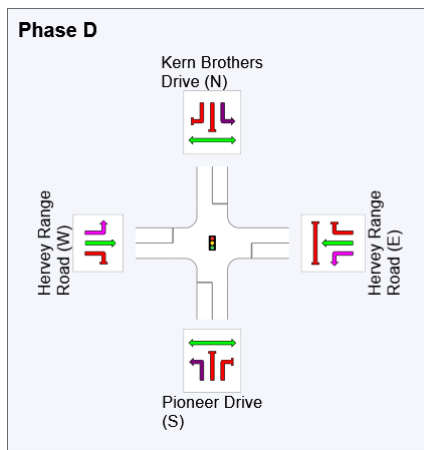 Phase D
Kern Brothers
Drive (N)
Hervey Range
Road (W)
Hervey Range
Road (E)
Pioneer Drive
(S)